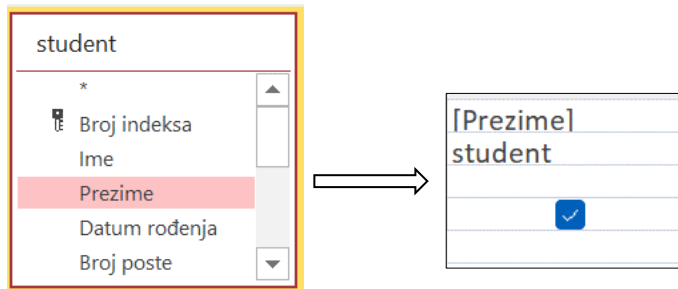 student
*
Broj indeksa
Ime
Prezime
Datum rođenja
Broj poste
[Prezime]
student